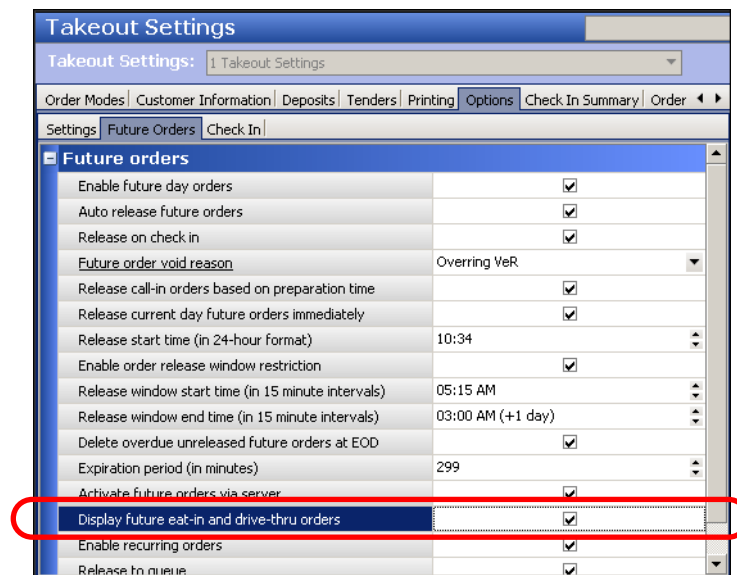 Takeout Settings
Takeout Settings: 1 Takeout Settings
Order Modes Customer Information Deposits Tenders Printing Options Check In Summary Order
Settings Future Orders Check In
Future orders
Enable future day orders
Auto release future orders
Release on check in
Future order void reason Overring VeR
Release call-in orders based on preparation time
Release current day future orders immediately
Release start time (in 24-hour format) 10:34
Enable order release window restriction
Release window start time (in 15 minute intervals) 05:15 AM
Release window end time (in 15 minute intervals) 03:00 AM (+1 day)
Delete overdue unreleased future orders at EOD
Expiration period (in minutes) 299
Activate future orders via server
Display future eat-in and drive-thru orders
Enable recurring orders
Release to queue